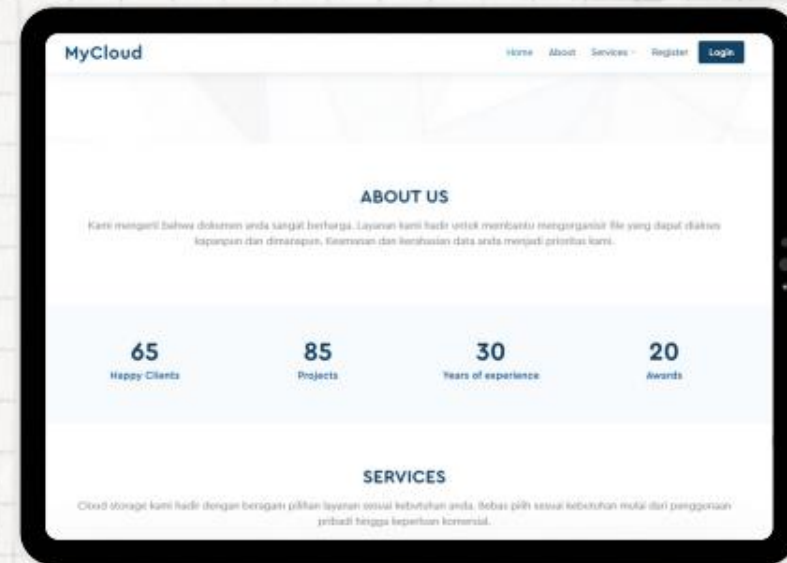 MyCloud
Home About Services Register Login
ABOUT US
Kami mengerti bahwa dokumen anda sangat berharga. Layanan kami hadir untuk membantu mengorganisir file yang dapat diakses
kapanpun dan dimanapun. Keamanan dan kerahasian data anda menjadi prioritas kami.
65 85 30 20
Happy Clients Projects Years of experience Awards
SERVICES
Cloud storage kami hadir dengan beragam pilihan layanan sesuai kebutuhan anda. Bebas pilih sesuai kebutuhan mulai dari penggunaan
pribadi hingga keperluan komersial.